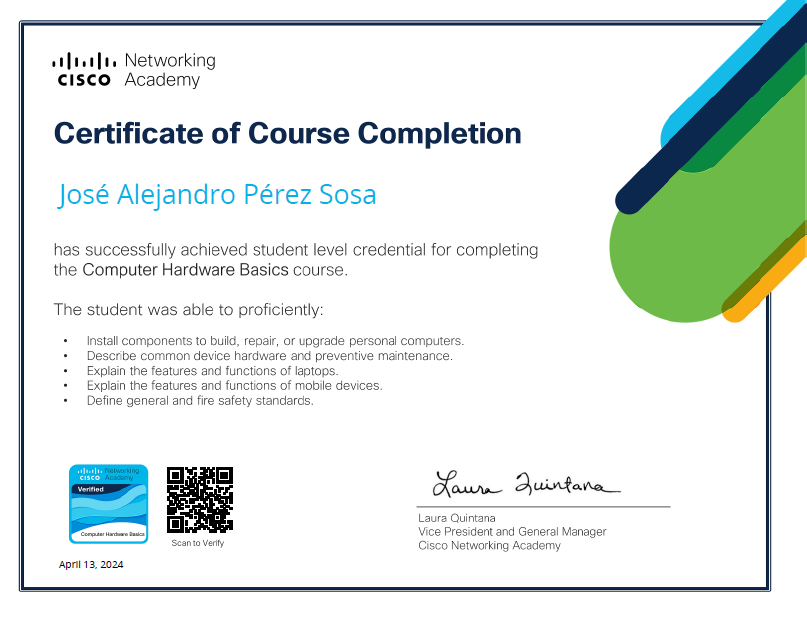 Networking
CISCO Academy
Certificate of Course Completion
José Alejandro Pérez Sosa
has successfully achieved student level credential for completing
the Computer Hardware Basics course.
The student was able to proficiently:
• Install components to build, repair, or upgrade personal computers.
• Describe common device hardware and preventive maintenance.
• Explain the features and functions of laptops.
• Explain the features and functions of mobile devices.
• Define general and fire safety standards.
Networking
CISCO Academy
Verified
Computer Hardware Basics
Scan to Verify
April 13, 2024
Laura Quintana
Laura Quintana
Vice President and General Manager
Cisco Networking Academy